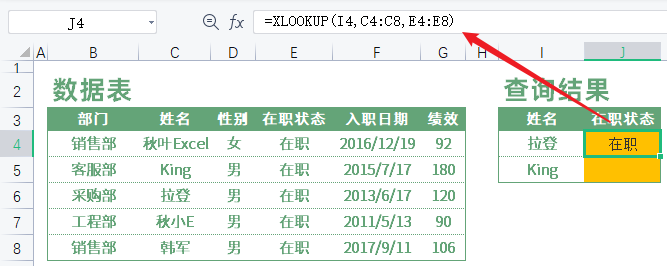 J4 fx =XLOOKUP(I4,C4:C8,E4:E8)
A B C D E F G H I J
1
2 数据表 查询结果
3 部门 姓名 性别 在职状态 入职日期 绩效 姓名 在职状态
4 销售部 秋叶Excel 女 在职 2016/12/19 92 拉登 在职
5 客服部 King 男 在职 2015/7/17 180 King
6 采购部 拉登 男 在职 2013/6/17 120
7 工程部 秋小E 男 在职 2011/5/13 90
8 销售部 韩军 男 在职 2017/9/11 106